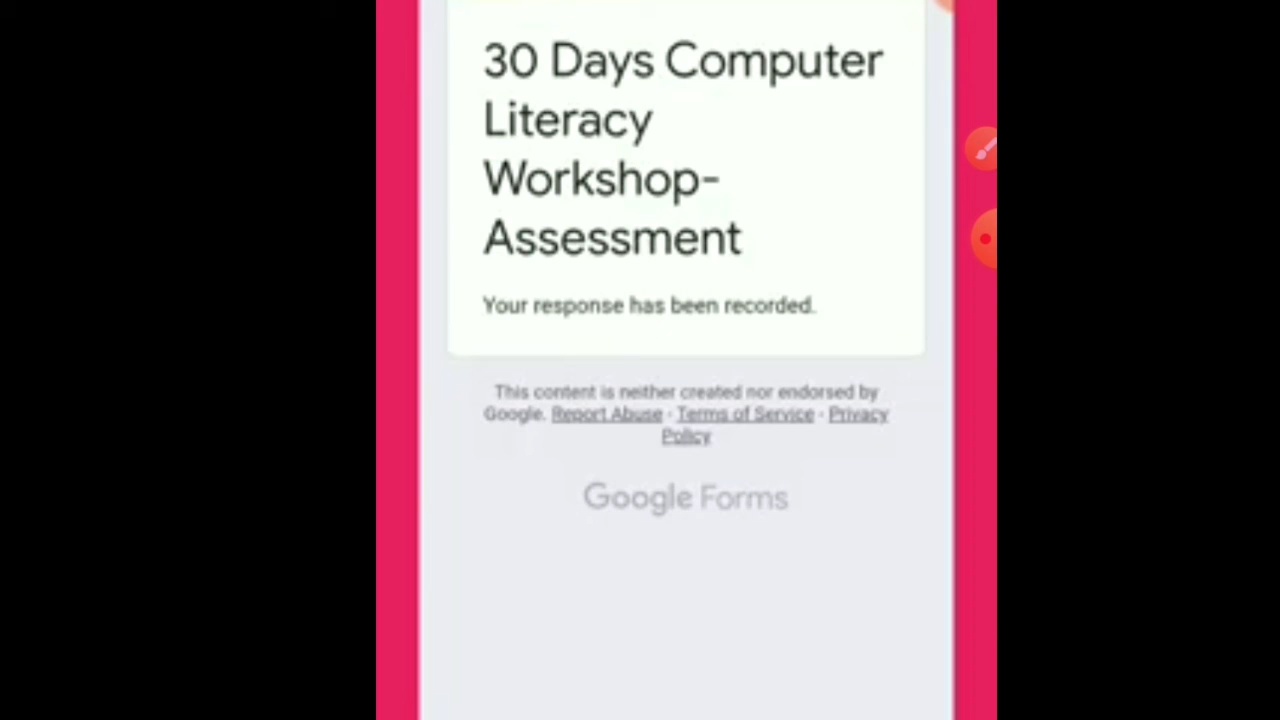 30 Days Computer
Literacy
Workshop-
Assessment
Your response has been recorded.
This content is neither created nor endorsed by
Google. Report Abuse - Terms of Service - Privacy
Policy
Google Forms